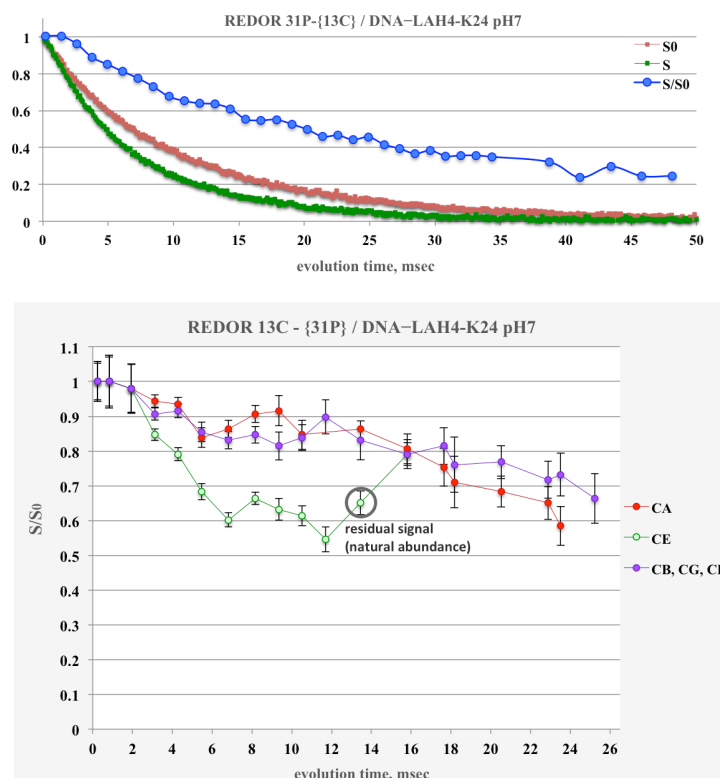 REDOR 31P-{13C} / DNA−LAH4-K24 pH7
1
0.8
0.6
0.4
0.2
0
S0
S
S/S0
0 5 10 15 20 25 30 35 40 45 50
evolution time, msec
REDOR 13C - {31P} / DNA−LAH4-K24 pH7
1.1
1
0.9
0.8
0.7
0.6
0.5
0.4
0.3
0.2
0.1
0
S/S0
residual signal
(natural abundance)
CA
CE
CB, CG, CI
0 2 4 6 8 10 12 14 16 18 20 22 24 26
evolution time, msec